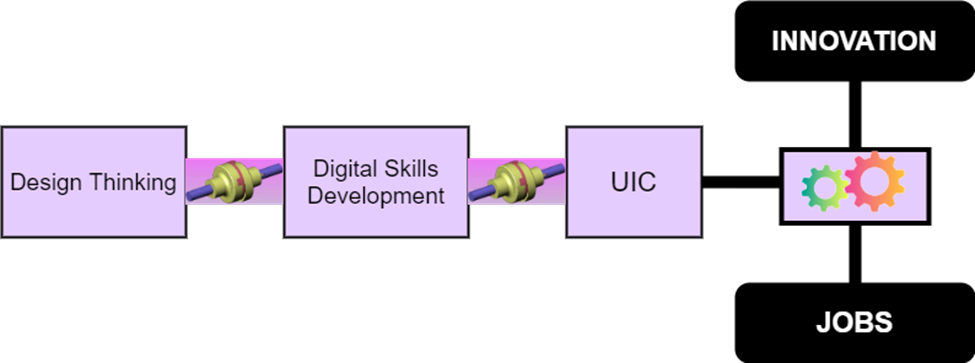 INNOVATION
Design Thinking
Digital Skills
Development
UIC
JOBS